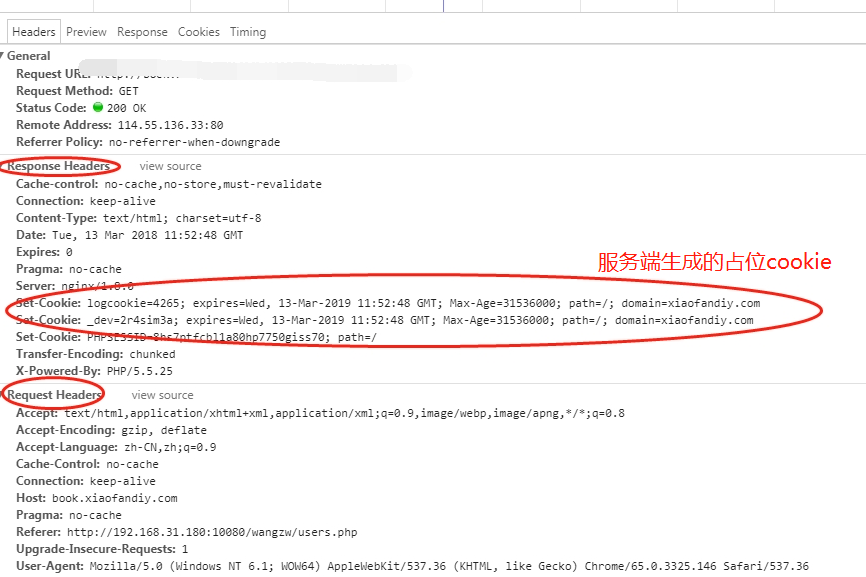 Headers Preview Response Cookies Timing
General
Request URL:
Request Method: GET
Status Code: 200 OK
Remote Address: 114.55.136.33:80
Referrer Policy: no-referrer-when-downgrade
Response Headers view source
Cache-control: no-cache,no-store,must-revalidate
Connection: keep-alive
Content-Type: text/html; charset=utf-8
Date: Tue, 13 Mar 2018 11:52:48 GMT
Expires: 0
Pragma: no-cache
服务端生成的占位cookie
Server: nginx/1.8.0
Set-Cookie: logcookie=4265; expires=Wed, 13-Mar-2019 11:52:48 GMT; Max-Age=31536000; path=/; domain=xiaofandiy.com
Set-Cookie: _dev=2r4sim3a; expires=Wed, 13-Mar-2019 11:52:48 GMT; Max-Age=31536000; path=/; domain=xiaofandiy.com
Set-Cookie: path=/
Transfer-Encoding: chunked
X-Powered-By: PHP/5.5.25
Request Headers view source
Accept: text/html,application/xhtml+xml,application/xml;q=0.9,image/webp,image/apng,*/*;q=0.8
Accept-Encoding: gzip, deflate
Accept-Language: zh-CN,zh;q=0.9
Cache-Control: no-cache
Connection: keep-alive
Host: book.xiaofandiy.com
Pragma: no-cache
Referer: http://192.168.31.180:10080/wangzw/users.php
Upgrade-Insecure-Requests: 1
User-Agent: Mozilla/5.0 (Windows NT 6.1; WOW64) AppleWebKit/537.36 (KHTML, like Gecko) Chrome/65.0.3325.146 Safari/537.36